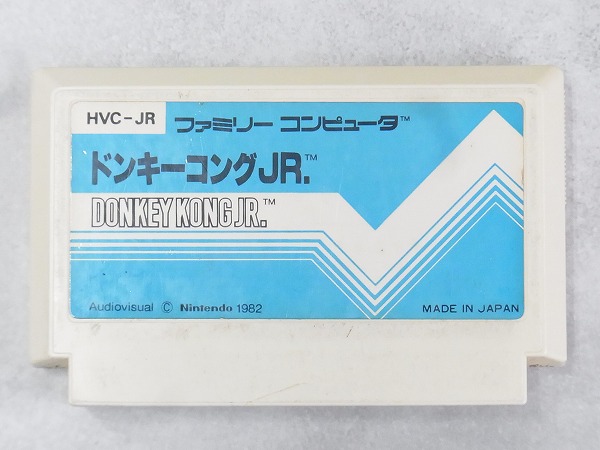 HVC-JR ファミリー コンピュータ™
ドンキーコングJR.™
DONKEY KONG JR.™
Audiovisual © Nintendo 1982 MADE IN JAPAN